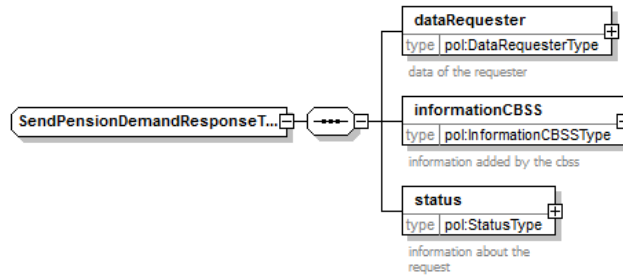 dataRequester
type pol:DataRequesterType
data of the requester
SendPensionDemandResponseT...
informationCBSS
type pol:InformationCBSSType
information added by the cbss
status
type pol:StatusType
information about the
request